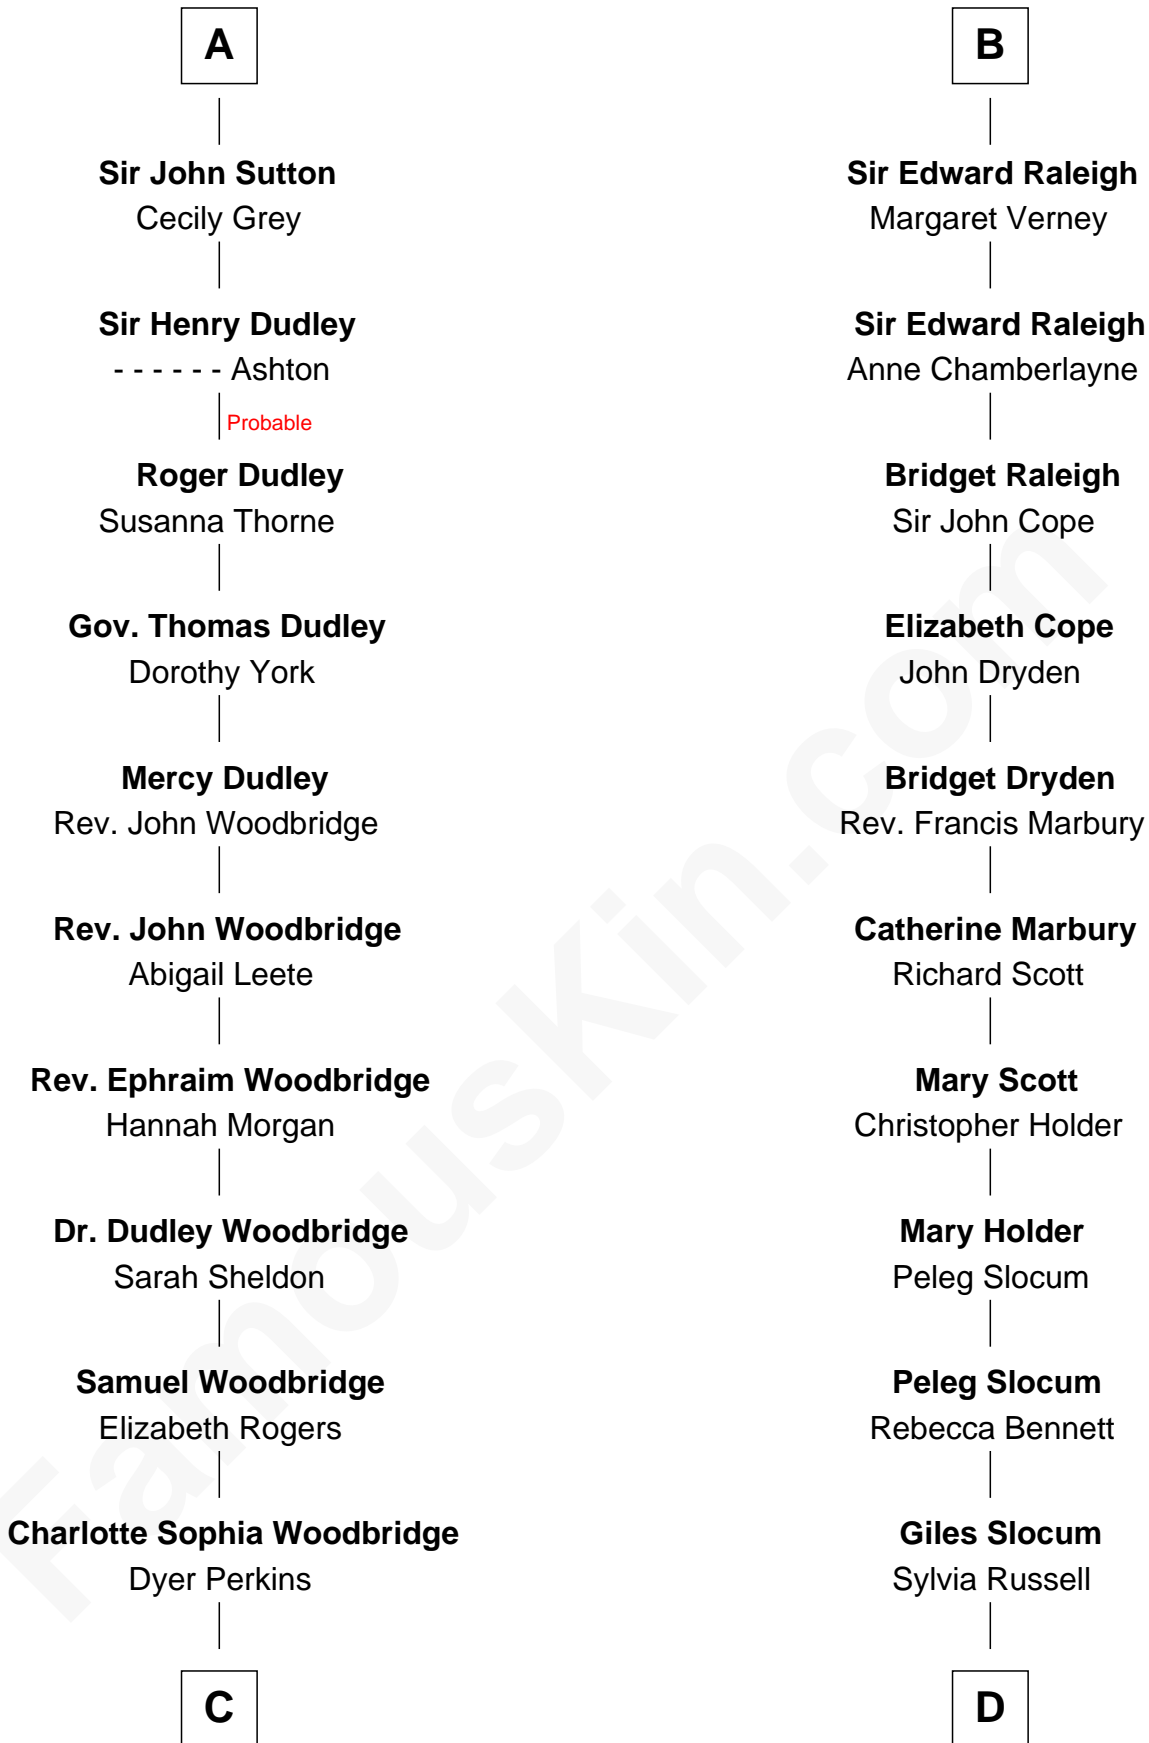 A
Sir John Sutton
Cecily Grey
Sir Henry Dudley
- - - - - - Ashton
Probable
Roger Dudley
Susanna Thorne
Gov. Thomas Dudley
Dorothy York
Mercy Dudley
Rev. John Woodbridge
Rev. John Woodbridge
Abigail Leete
Rev. Ephraim Woodbridge
Hannah Morgan
Dr. Dudley Woodbridge
Sarah Sheldon
Samuel Woodbridge
Elizabeth Rogers
Charlotte Sophia Woodbridge
Dyer Perkins
C
B
Sir Edward Raleigh
Margaret Verney
Sir Edward Raleigh
Anne Chamberlayne
Bridget Raleigh
Sir John Cope
Elizabeth Cope
John Dryden
Bridget Dryden
Rev. Francis Marbury
Catherine Marbury
Richard Scott
Mary Scott
Christopher Holder
Mary Holder
Peleg Slocum
Peleg Slocum
Rebecca Bennett
Giles Slocum
Sylvia Russell
D
FamousKin.com